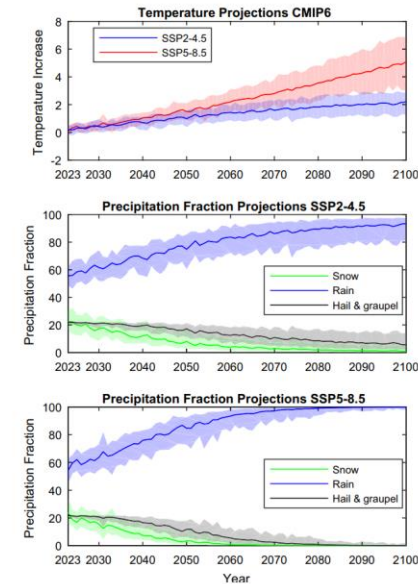 Temperature Projections CMIP6
8
SSP2-4.5
6
SSP5-8.5
4
2
0
-2
Temperature Increase
2023 2030 2040 2050 2060 2070 2080 2090 2100
Precipitation Fraction Projections SSP2-4.5
100
80
60
Snow
40
Rain
20
Hail & graupel
0
Precipitation Fraction
2023 2030 2040 2050 2060 2070 2080 2090 2100
Precipitation Fraction Projections SSP5-8.5
100
80
60
Snow
40
Rain
20
Hail & graupel
0
Precipitation Fraction
2023 2030 2040 2050 2060 2070 2080 2090 2100
Year